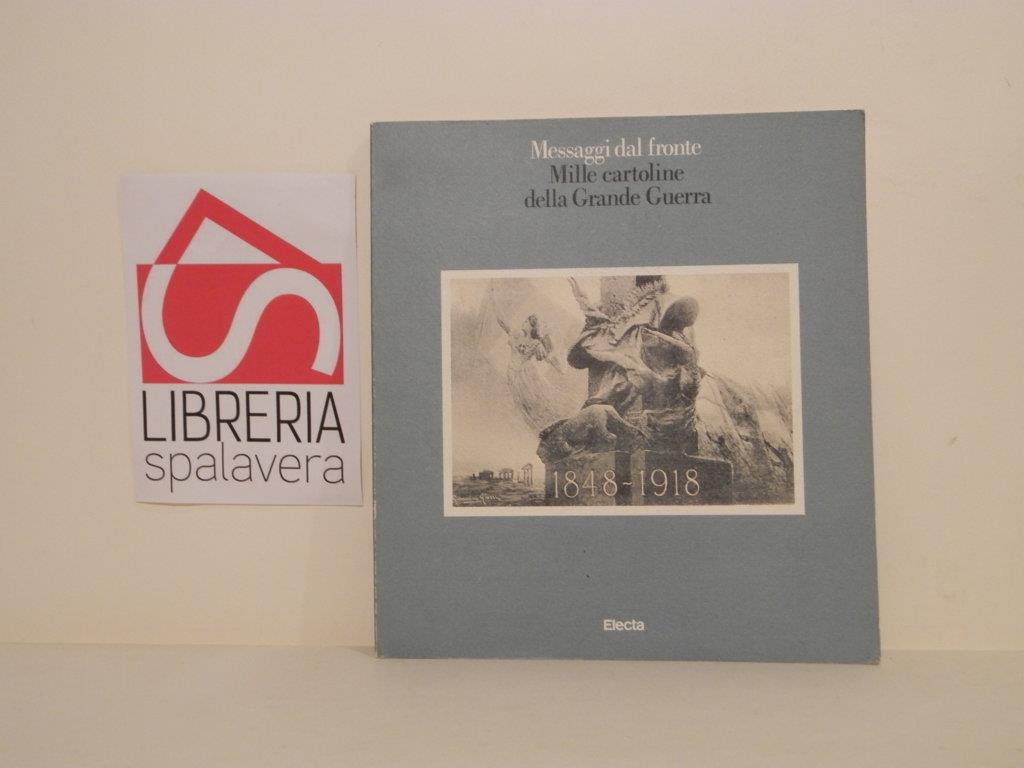 LIBRERIA
spalavera
Messaggi dal fronte
Mille cartoline
della Grande Guerra
1848-1918
Electa